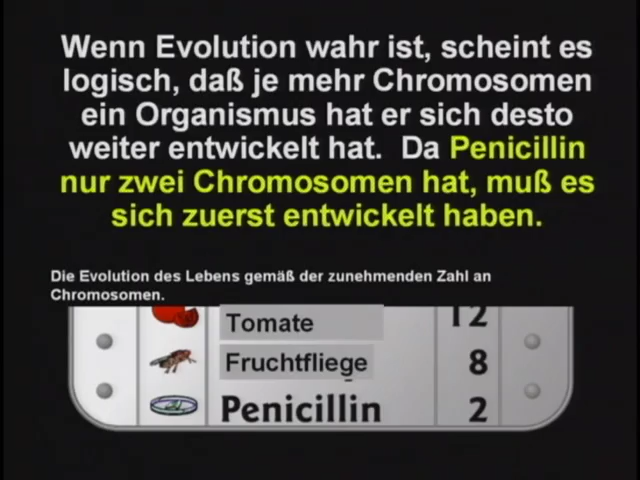 Wenn Evolution wahr ist, scheint es
logisch, daß je mehr Chromosomen
ein Organismus hat er sich desto
weiter entwickelt hat. Da Penicillin
nur zwei Chromosomen hat, muß es
sich zuerst entwickelt haben.
Die Evolution des Lebens gemäß der zunehmenden Zahl an
Chromosomen.
Tomate 12
Fruchtfliege 8
Penicillin 2